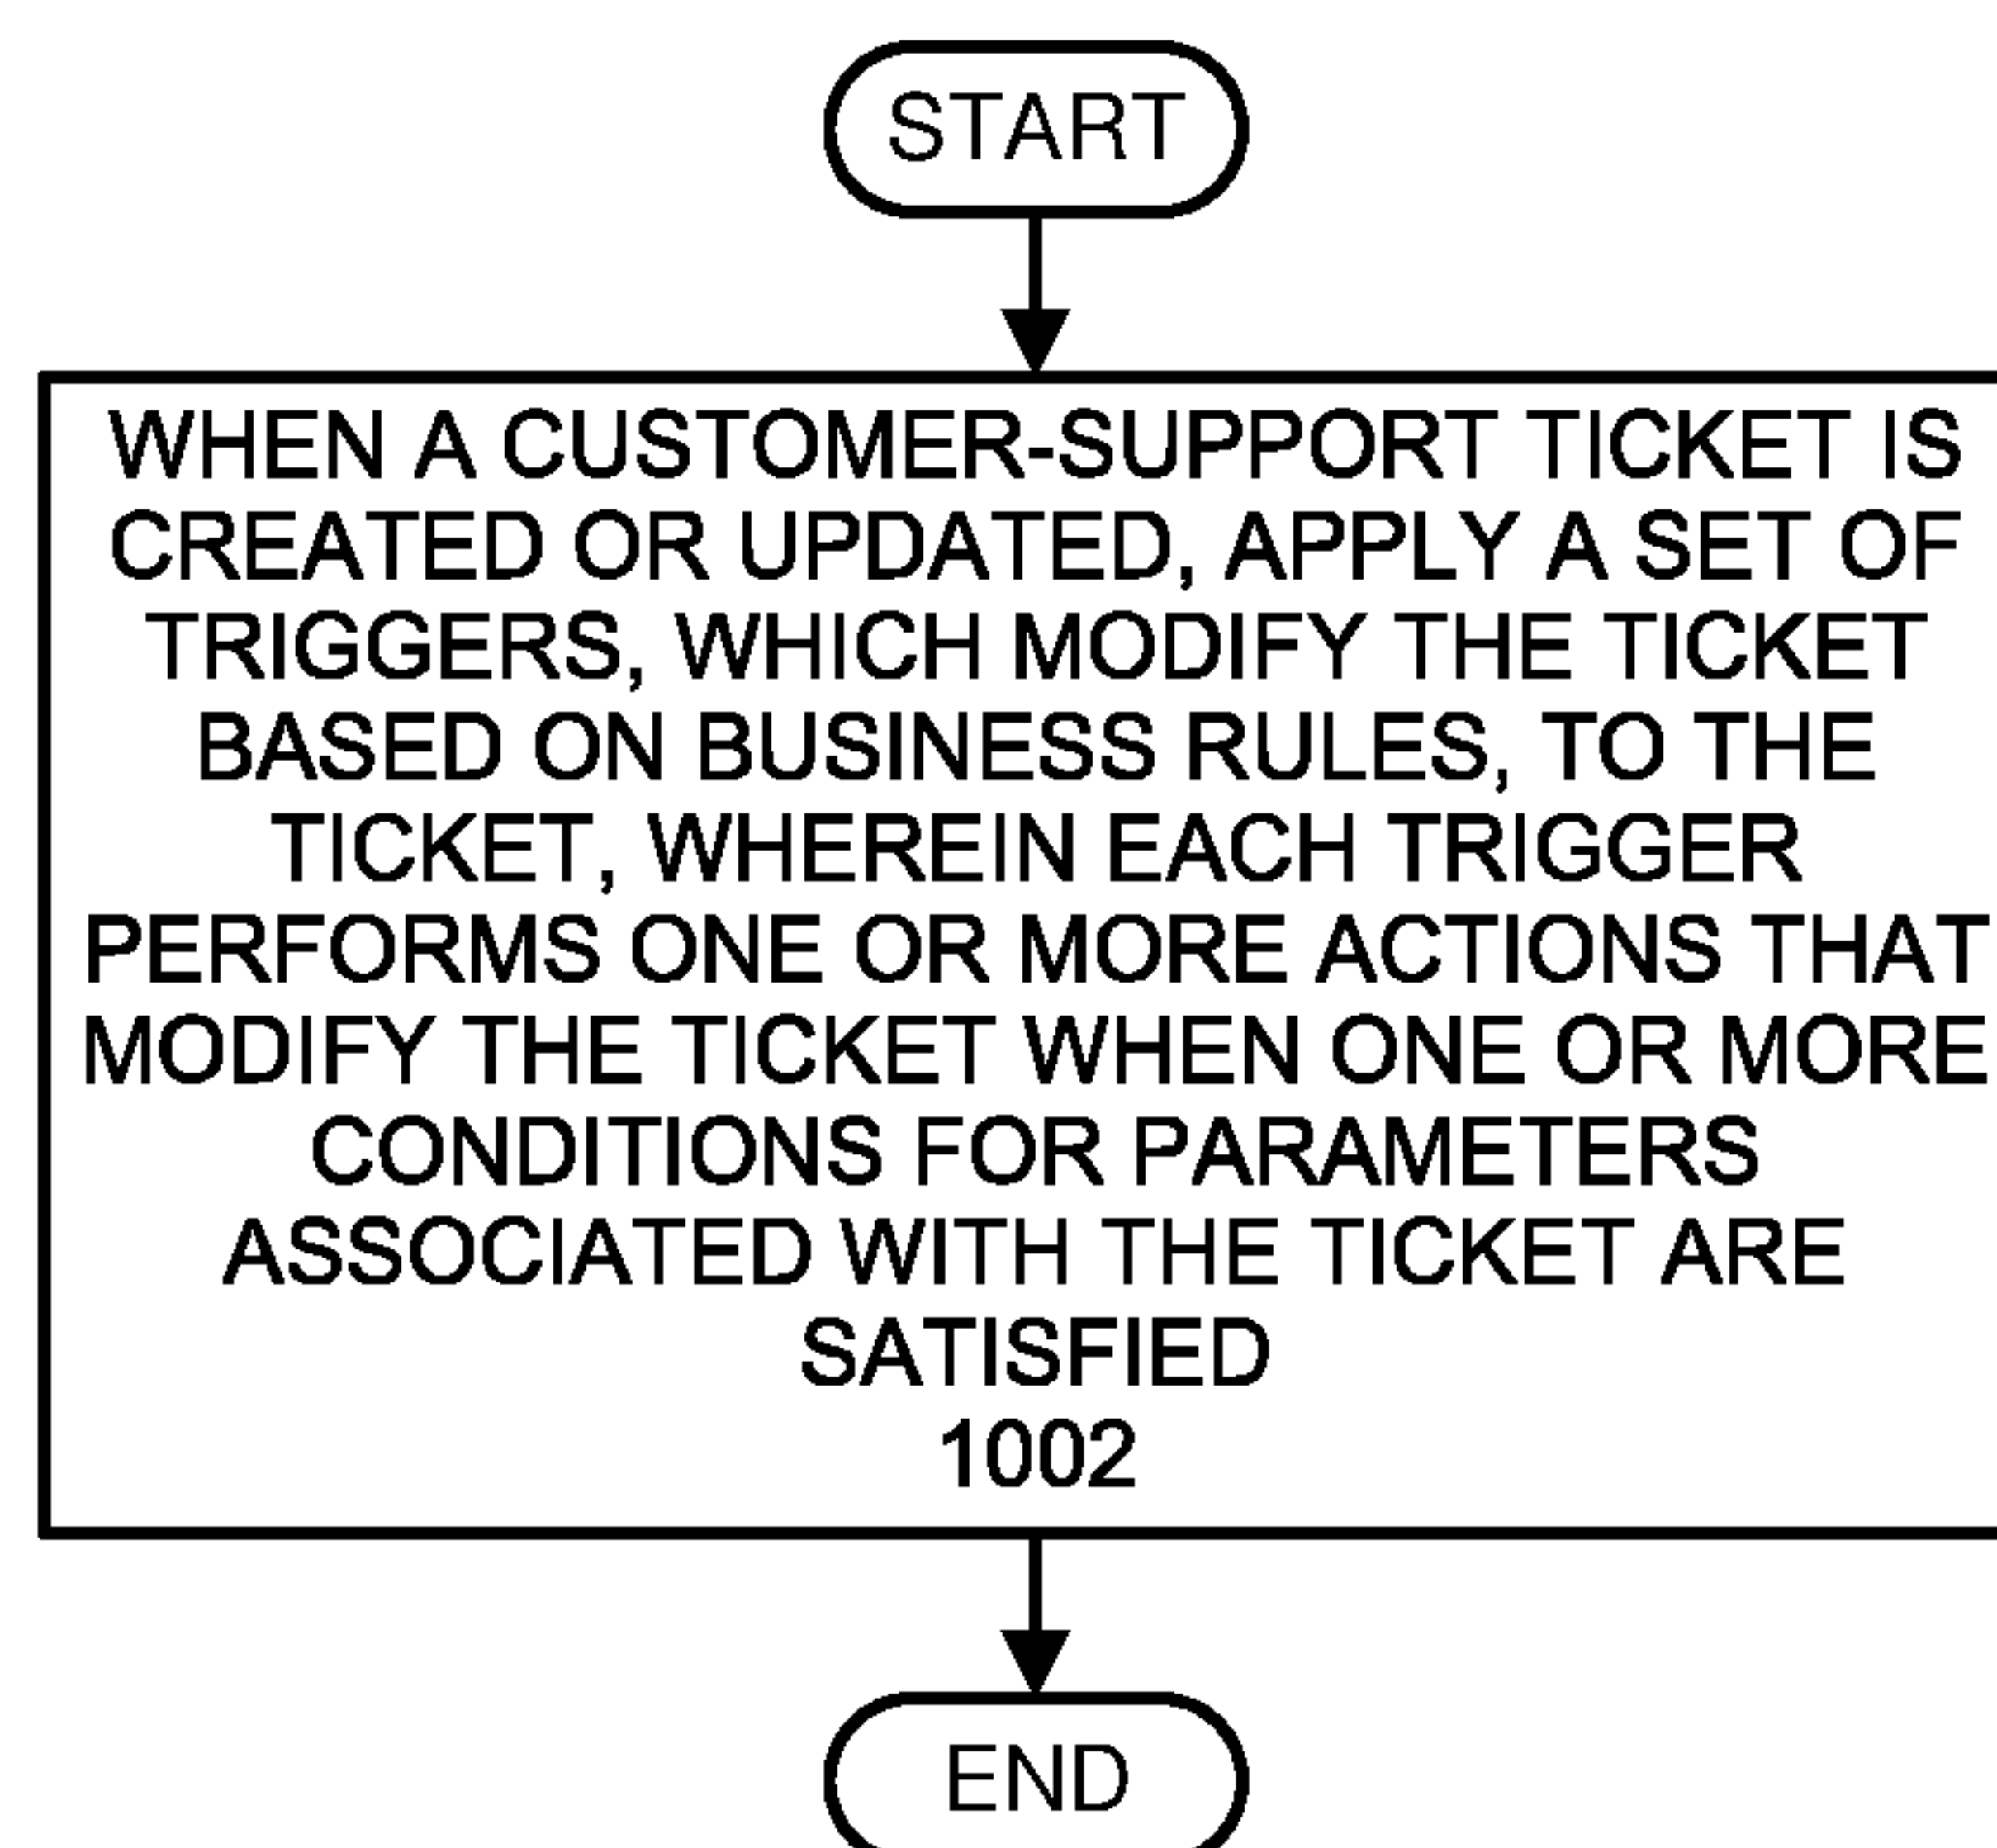 START
WHEN A CUSTOMER-SUPPORT TICKET IS
CREATED OR UPDATED, APPLY A SET OF
TRIGGERS, WHICH MODIFY THE TICKET
BASED ON BUSINESS RULES, TO THE
TICKET, WHEREIN EACH TRIGGER
PERFORMS ONE OR MORE ACTIONS THAT
MODIFY THE TICKET WHEN ONE OR MORE
CONDITIONS FOR PARAMETERS
ASSOCIATED WITH THE TICKET ARE
SATISFIED
1002
END